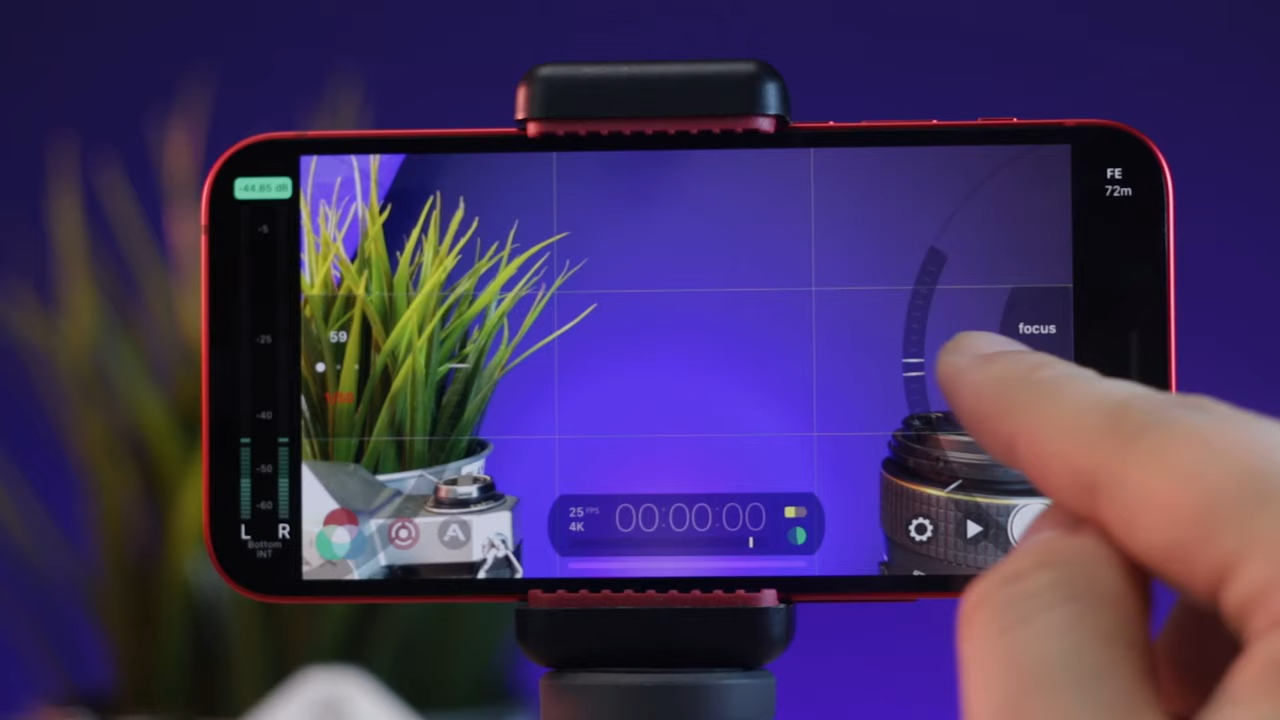 -44.65 dB
FE
72m
-5
focus
59
-25
-40
-50
-60
25 FPS
00:00:00
4K
A
L R
Bottom
INT